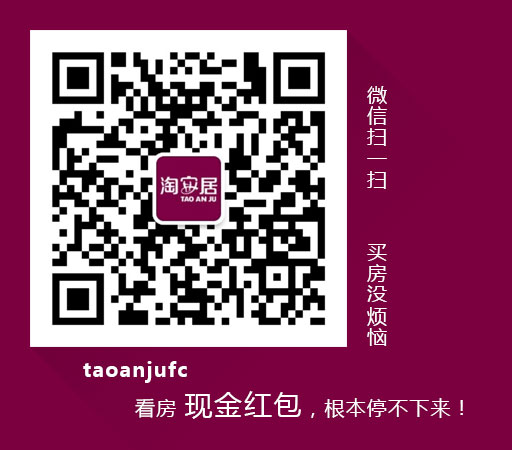 淘安居
TAO AN JU
微信扫一扫
买房没烦恼
taoanjufc
看房 现金红包，根本停不下来！